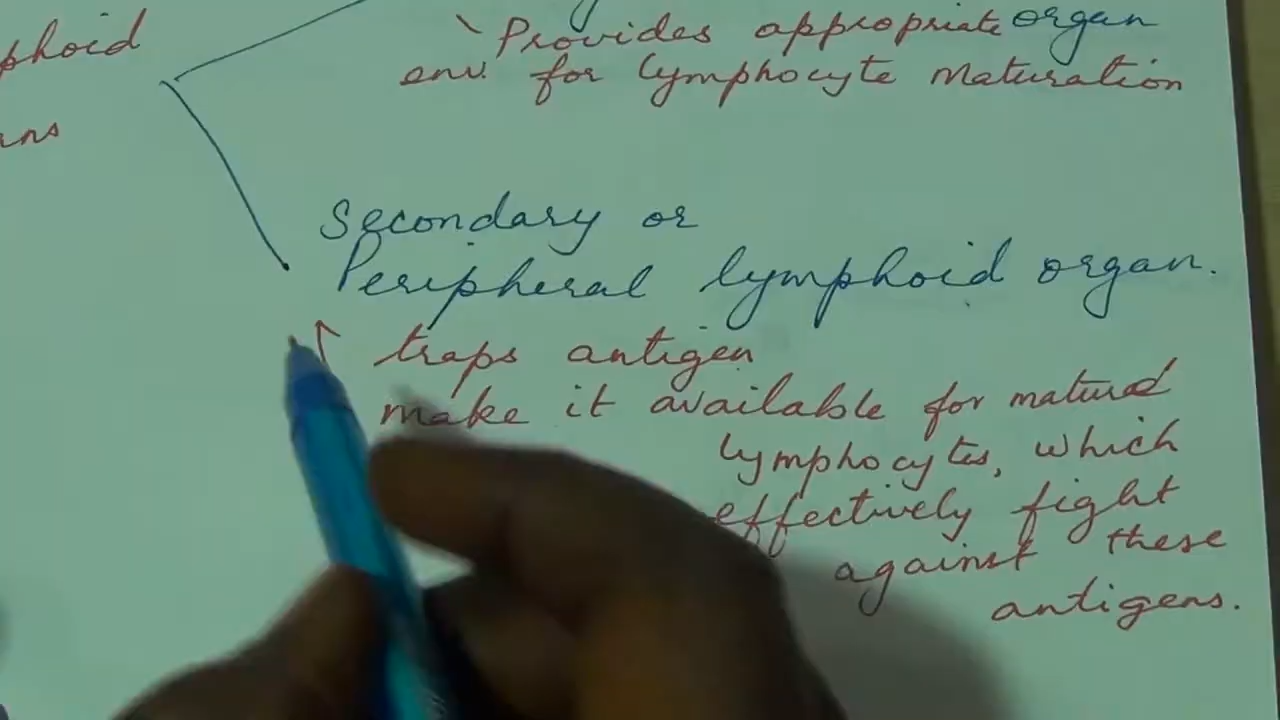 phoid
organ
Provides appropriate
env. for lymphocyte maturation
ans
Secondary or
Peripheral lymphoid organ.
traps antigen
make it available for matured
lymphocytes, which
effectively fight
against these
antigens.